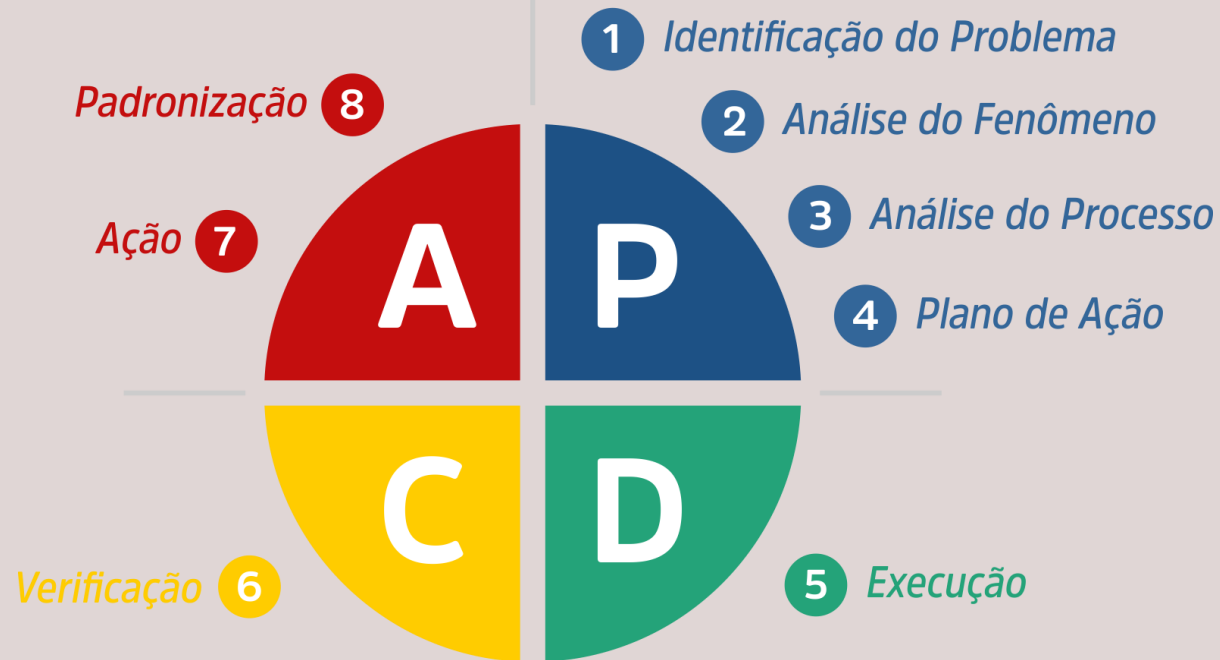 1 Identificação do Problema
2 Análise do Fenômeno
3 Análise do Processo
4 Plano de Ação
5 Execução
Verificação 6
Ação 7
Padronização 8
A P
C D